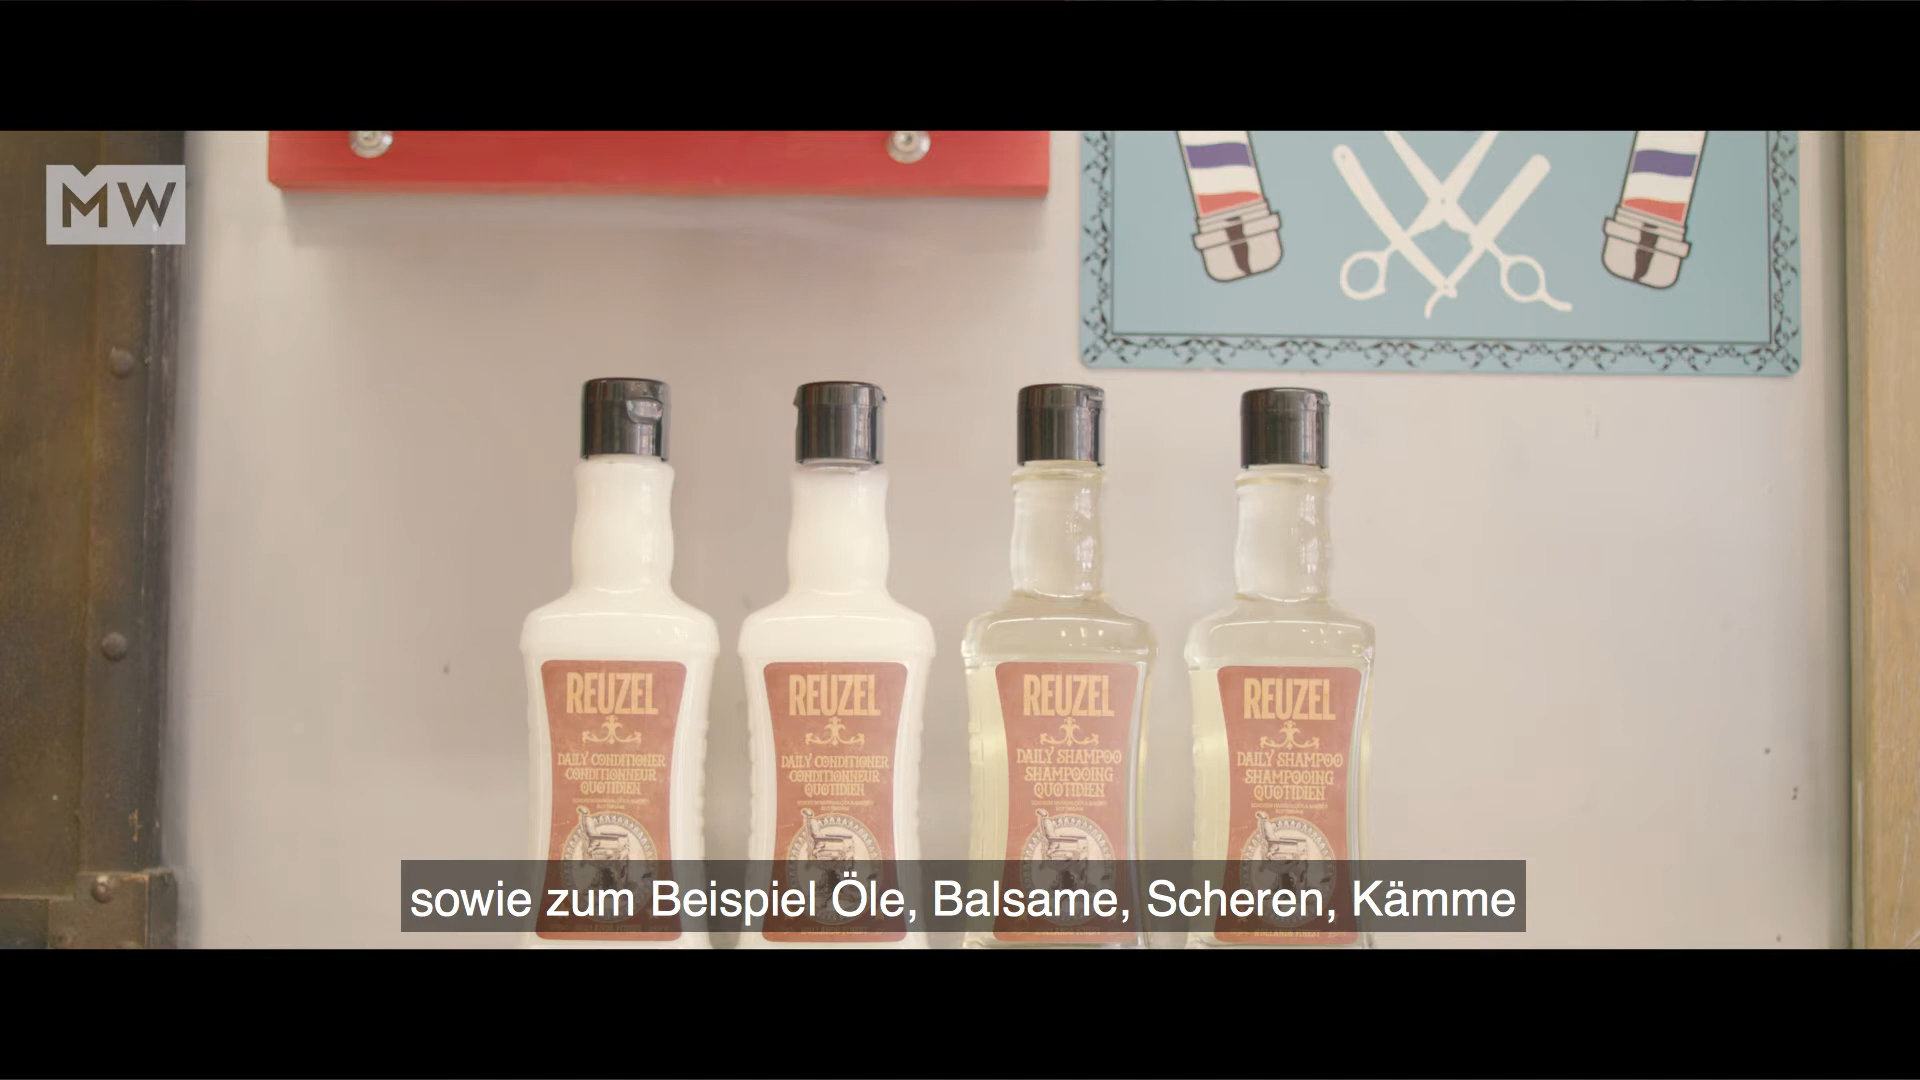 MW
REUZEL
DAILY CONDITIONER
CONDITIONNEUR
QUOTIDIEN
REUZEL
DAILY CONDITIONER
CONDITIONNEUR
QUOTIDIEN
REUZEL
DAILY SHAMPOO
SHAMPOOING
QUOTIDIEN
REUZEL
DAILY SHAMPOO
SHAMPOOING
QUOTIDIEN
sowie zum Beispiel Öle, Balsame, Scheren, Kämme